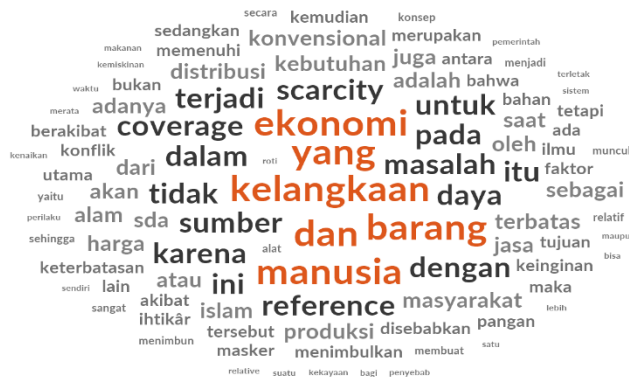 secara kemudian konsep
sedangkan konvensional merupakan pemerintah
makanan memenuhi kebutuhan juga antara menjadi
kemiskinan distribusi adalah bahwa terletak
waktu bukan terjadi scarcity untuk bahan sistem
merata adanya ekonomi saat tetapi
berakibat coverage pada oleh ilmu ada muncul
kenaikan konflik dalam yang masalah itu faktor
utama dari roti
yaitu akan tidak kelangkaan daya sebagai
perilaku alam sda sumber barang terbatas relatif
sehingga harga dan jasa tujuan maupun
keterbatasan karena alat dengan keinginan bisa
sendiri lain atau ini manusia maka
sangat akibat islam reference masyarakat lebih
ihtikâr tersebut produksi disebabkan pangan
menimbun masker menimbulkan membuat satu
relative suatu kekayaan bagi penyebab